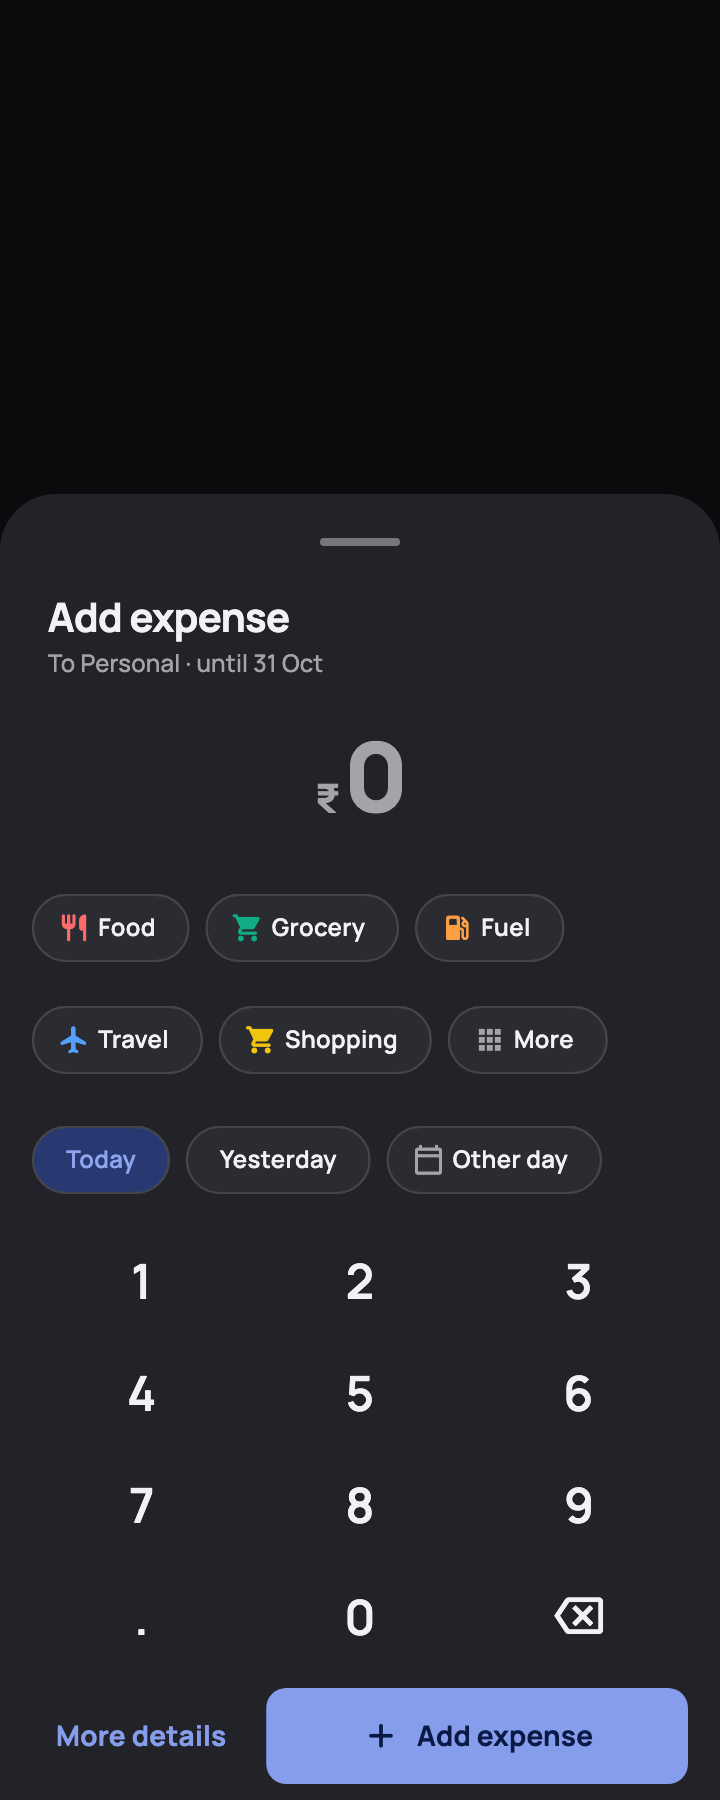 Add expense
To Personal · until 31 Oct
₹0
Food Grocery Fuel
Travel Shopping More
Today Yesterday Other day
1 2 3
4 5 6
7 8 9
. 0
More details + Add expense